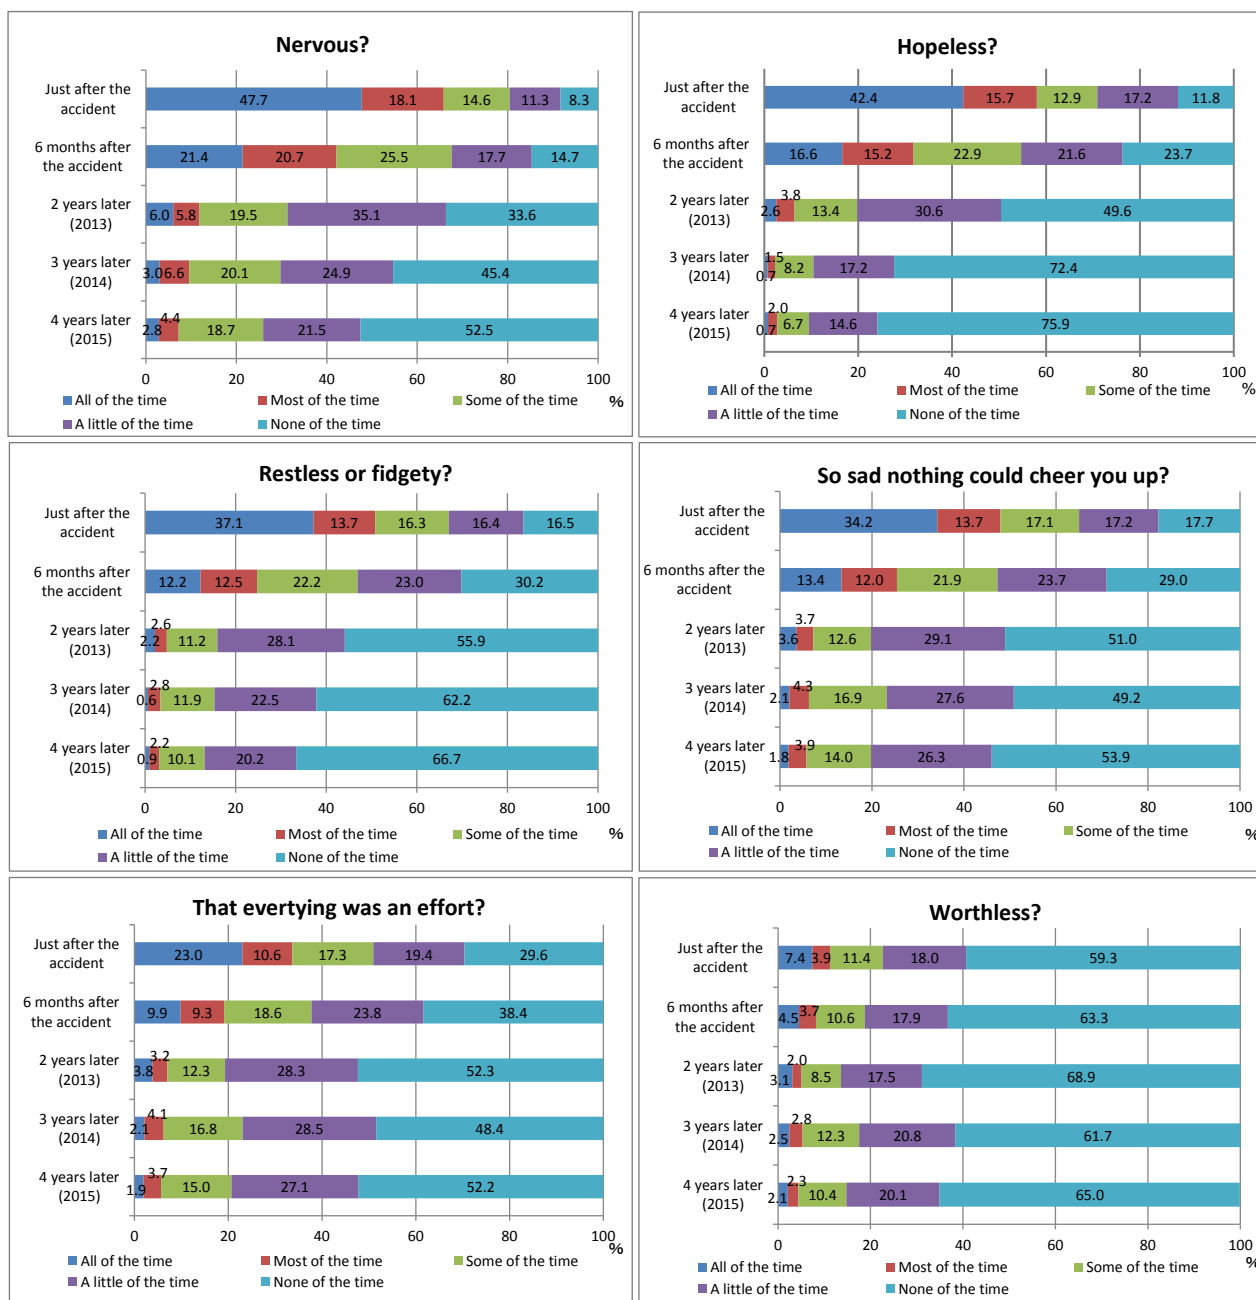 Nervous?
Just after the
accident
47.7 18.1 14.6 11.3 8.3
6 months after
the accident
21.4 20.7 25.5 17.7 14.7
2 years later
(2013)
6.0 5.8 19.5 35.1 33.6
3 years later
(2014)
3.0 6.6 20.1 24.9 45.4
4 years later
(2015)
2.8 4.4 18.7 21.5 52.5
0 20 40 60 80 100
%
All of the time Most of the time Some of the time
A little of the time None of the time
Hopeless?
Just after the
accident
42.4 15.7 12.9 17.2 11.8
6 months after
the accident
16.6 15.2 22.9 21.6 23.7
2 years later
(2013)
2.6 3.8 13.4 30.6 49.6
3 years later
(2014)
0.7 1.5 8.2 17.2 72.4
4 years later
(2015)
0.7 2.0 6.7 14.6 75.9
0 20 40 60 80 100
%
All of the time Most of the time Some of the time
A little of the time None of the time
Restless or fidgety?
Just after the
accident
37.1 13.7 16.3 16.4 16.5
6 months after
the accident
12.2 12.5 22.2 23.0 30.2
2 years later
(2013)
2.2 2.6 11.2 28.1 55.9
3 years later
(2014)
0.6 2.8 11.9 22.5 62.2
4 years later
(2015)
0.9 2.2 10.1 20.2 66.7
0 20 40 60 80 100
%
All of the time Most of the time Some of the time
A little of the time None of the time
So sad nothing could cheer you up?
Just after the
accident
34.2 13.7 17.1 17.2 17.7
6 months after
the accident
13.4 12.0 21.9 23.7 29.0
2 years later
(2013)
3.6 3.7 12.6 29.1 51.0
3 years later
(2014)
2.1 4.3 16.9 27.6 49.2
4 years later
(2015)
1.8 3.9 14.0 26.3 53.9
0 20 40 60 80 100
%
All of the time Most of the time Some of the time
A little of the time None of the time
That evertying was an effort?
Just after the
accident
23.0 10.6 17.3 19.4 29.6
6 months after
the accident
9.9 9.3 18.6 23.8 38.4
2 years later
(2013)
3.8 3.2 12.3 28.3 52.3
3 years later
(2014)
2.1 4.1 16.8 28.5 48.4
4 years later
(2015)
1.9 3.7 15.0 27.1 52.2
0 20 40 60 80 100
%
All of the time Most of the time Some of the time
A little of the time None of the time
Worthless?
Just after the
accident
7.4 3.9 11.4 18.0 59.3
6 months after
the accident
4.5 3.7 10.6 17.9 63.3
2 years later
(2013)
3.1 2.0 8.5 17.5 68.9
3 years later
(2014)
2.5 2.8 12.3 20.8 61.7
4 years later
(2015)
2.1 2.3 10.4 20.1 65.0
0 20 40 60 80 100
%
All of the time Most of the time Some of the time
A little of the time None of the time